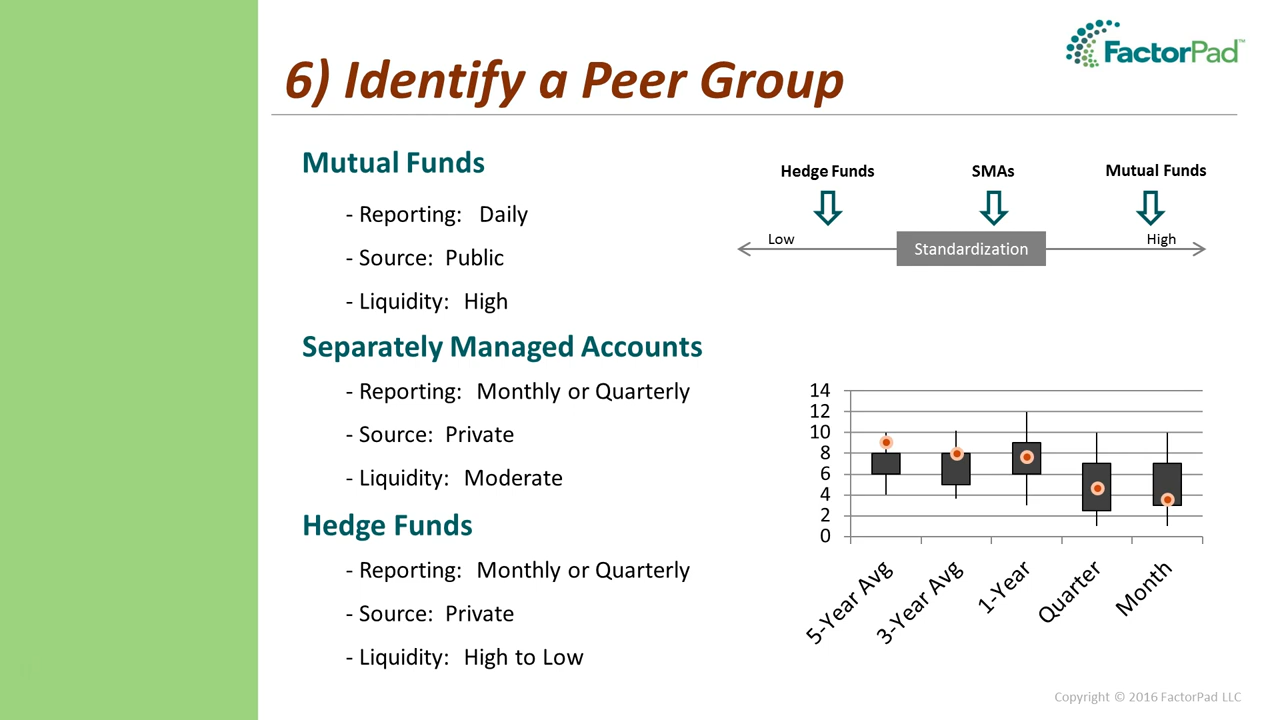 FactorPad™
6) Identify a Peer Group
Mutual Funds
- Reporting: Daily
- Source: Public
- Liquidity: High
Separately Managed Accounts
- Reporting: Monthly or Quarterly
- Source: Private
- Liquidity: Moderate
Hedge Funds
- Reporting: Monthly or Quarterly
- Source: Private
- Liquidity: High to Low
Hedge Funds SMAs Mutual Funds
Low High
Standardization
14
12
10
8
6
4
2
0
5-Year Avg
3-Year Avg
1-Year
Quarter
Month
Copyright © 2016 FactorPad LLC